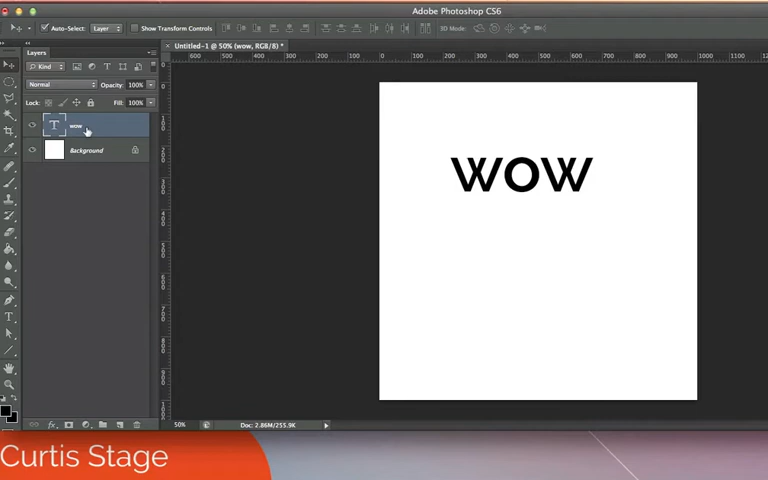 Adobe Photoshop CS6
Auto-Select: Layer Show Transform Controls 3D Mode:
Layers
Untitled-1 @ 50% (wow, RGB/8) *
Kind
Normal Opacity: 100%
Lock: Fill: 100%
T wow
Background
WOW
50% Doc: 2.86M/255.9K
Curtis Stage